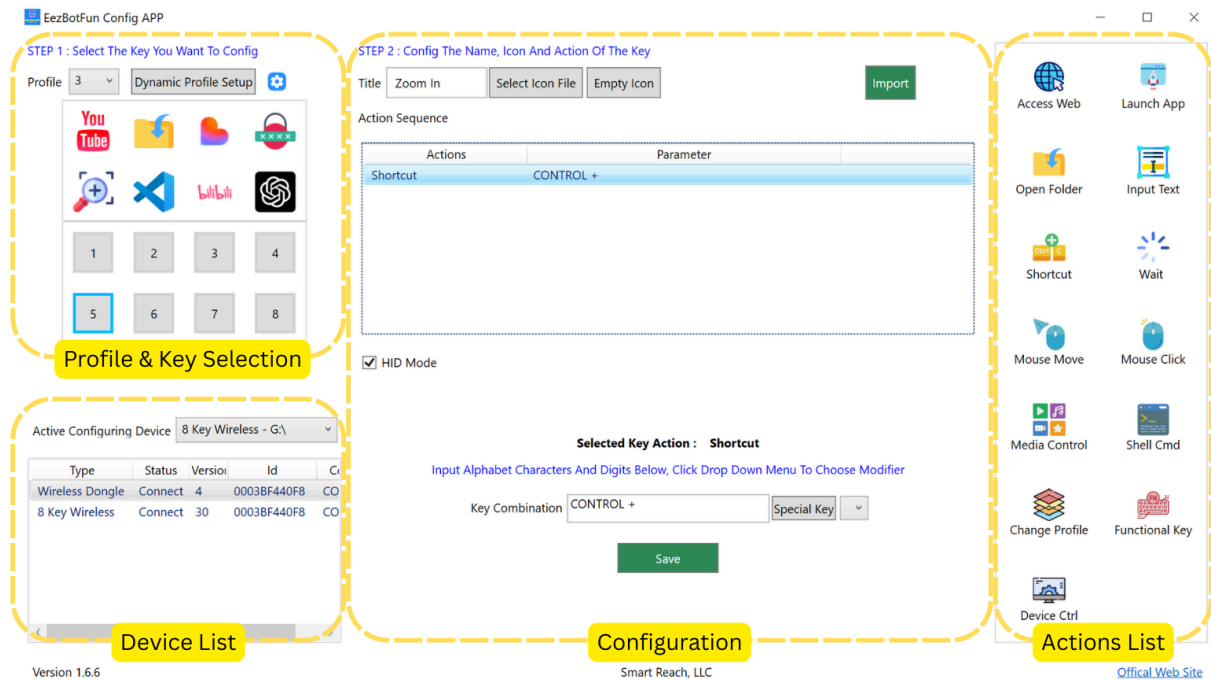 EezBotFun Config APP
STEP 1 : Select The Key You Want To Config
Profile 3 Dynamic Profile Setup
You
Tube
xxxx
bilibili
1 2 3 4
5 6 7 8
Profile & Key Selection
Active Configuring Device 8 Key Wireless - G:\
Type Status Version Id
Wireless Dongle Connect 4 0003BF440F8 CO
8 Key Wireless Connect 30 0003BF440F8 CO
Device List
STEP 2 : Config The Name, Icon And Action Of The Key
Title Zoom In Select Icon File Empty Icon Import
Action Sequence
Actions Parameter
Shortcut CONTROL +
HID Mode
Selected Key Action : Shortcut
Input Alphabet Characters And Digits Below, Click Drop Down Menu To Choose Modifier
Key Combination CONTROL + Special Key
Save
Configuration
Access Web Launch App
Open Folder Input Text
Ctrl C
Shortcut Wait
Mouse Move Mouse Click
Media Control Shell Cmd
FN
Change Profile Functional Key
Device Ctrl
Actions List
Version 1.6.6
Smart Reach, LLC
Offical Web Site